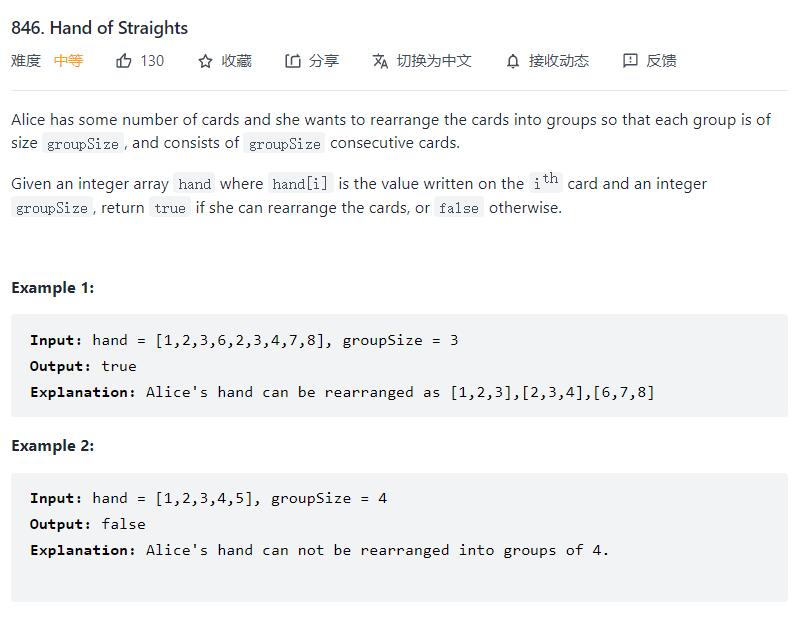 846. Hand of Straights
难度 中等 130 收藏 分享 切换为中文 接收动态 反馈
Alice has some number of cards and she wants to rearrange the cards into groups so that each group is of
size groupSize, and consists of groupSize consecutive cards.
Given an integer array hand where hand[i] is the value written on the ith card and an integer
groupSize, return true if she can rearrange the cards, or false otherwise.
Example 1:
Input: hand = [1,2,3,6,2,3,4,7,8], groupSize = 3
Output: true
Explanation: Alice's hand can be rearranged as [1,2,3],[2,3,4],[6,7,8]
Example 2:
Input: hand = [1,2,3,4,5], groupSize = 4
Output: false
Explanation: Alice's hand can not be rearranged into groups of 4.